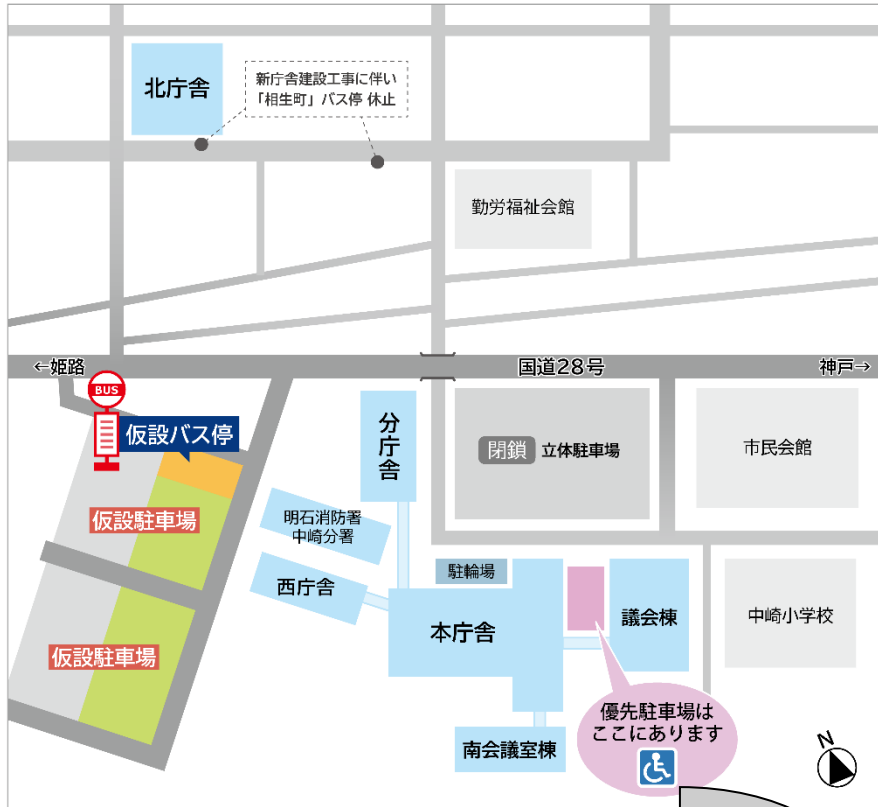 北庁舎
新庁舎建設工事に伴い
「相生町」バス停 休止
勤労福祉会館
←姫路
国道28号
神戸→
BUS
仮設バス停
分庁舎
閉鎖 立体駐車場
市民会館
仮設駐車場
明石消防署
中崎分署
西庁舎
駐輪場
本庁舎
議会棟
中崎小学校
仮設駐車場
優先駐車場は
ここにあります
南会議室棟
N